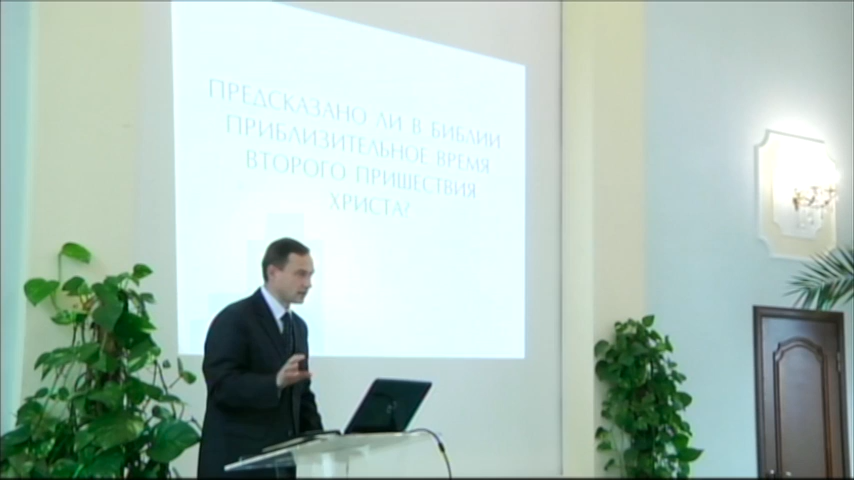 ПРЕДСКАЗАНО ЛИ В БИБЛИИ
ПРИБЛИЗИТЕЛЬНОЕ ВРЕМЯ
ВТОРОГО ПРИШЕСТВИЯ
ХРИСТА?